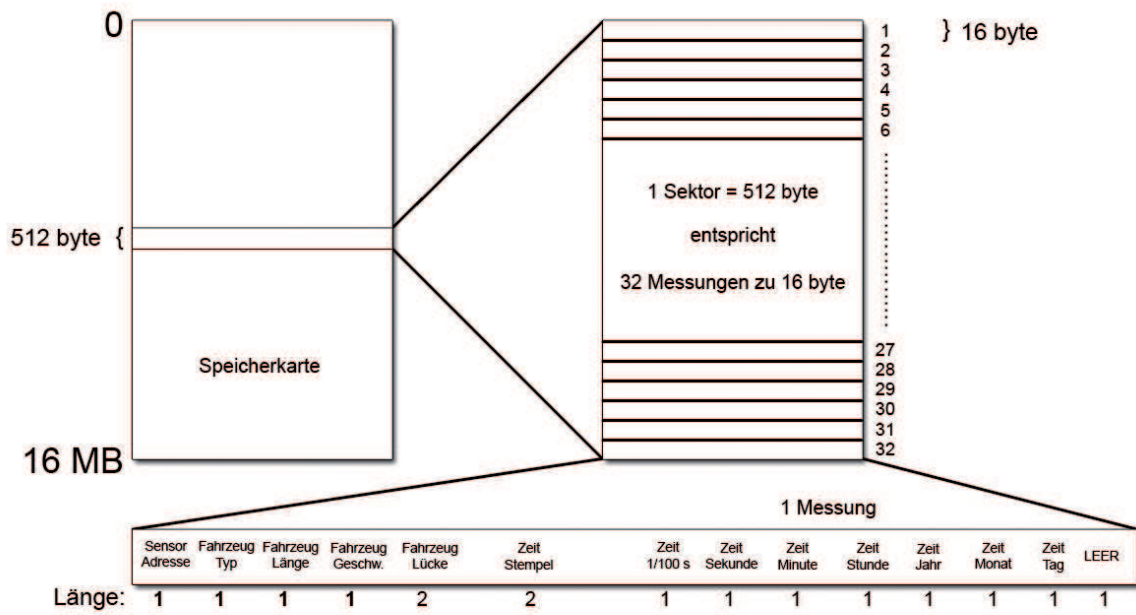 0
512 byte {
Speicherkarte
16 MB
1
2
3
4
5
6
} 16 byte
1 Sektor = 512 byte
entspricht
32 Messungen zu 16 byte
27
28
29
30
31
32
1 Messung
Sensor Adresse
Fahrzeug Typ
Fahrzeug Länge
Fahrzeug Geschw.
Fahrzeug Lücke
Zeit Stempel
Zeit 1/100 s
Zeit Sekunde
Zeit Minute
Zeit Stunde
Zeit Jahr
Zeit Monat
Zeit Tag
LEER
Länge: 1 1 1 1 2 2 1 1 1 1 1 1 1 1